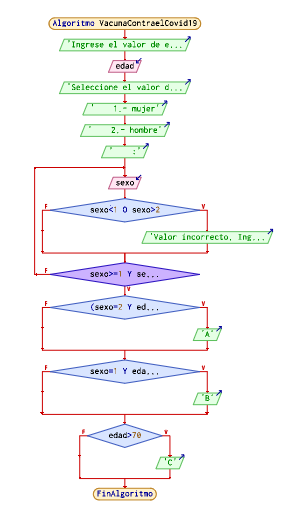 Algoritmo VacunaContraelCovid19
'Ingrese el valor de e...
edad
'Seleccione el valor d...
'    1.- mujer'
'    2.- hombre'
'    :'
sexo
F sexo<1 O sexo>2 V
'Valor incorrecto, Ing...
F sexo>=1 Y se...
V
F (sexo=2 Y ed... V
'A'
F sexo=1 Y eda... V
'B'
F edad>70 V
'C'
FinAlgoritmo